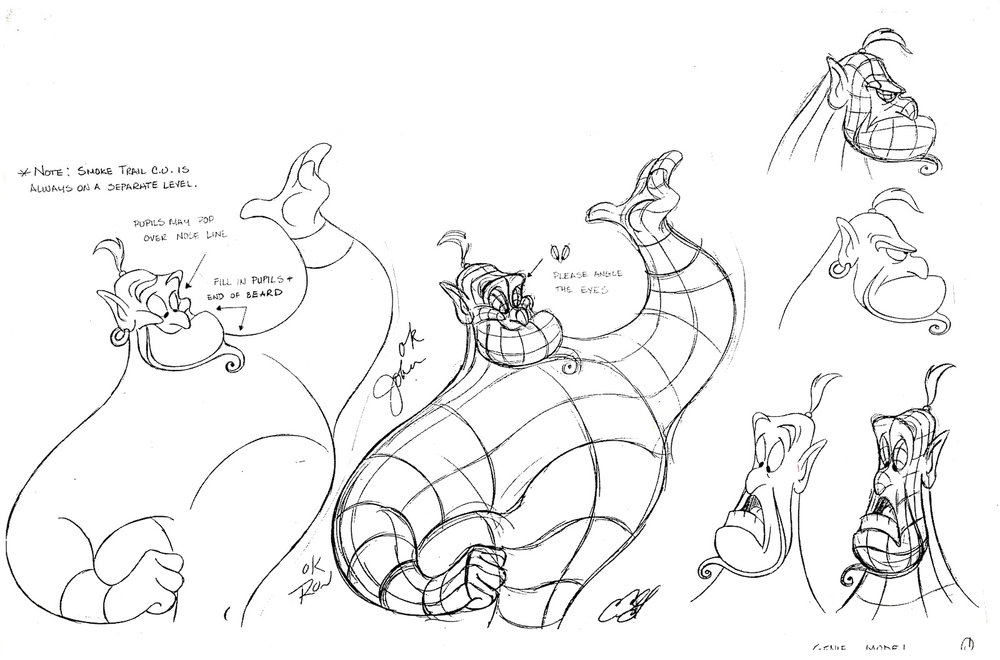 * NOTE: SMOKE TRAIL C.U. IS
ALWAYS ON A SEPARATE LEVEL.
PUPILS MAY POP
OVER NOSE LINE
FILL IN PUPILS +
END OF BEARD
PLEASE ANGLE
THE EYES
OK
John
OK
RON
GENIE MODEL